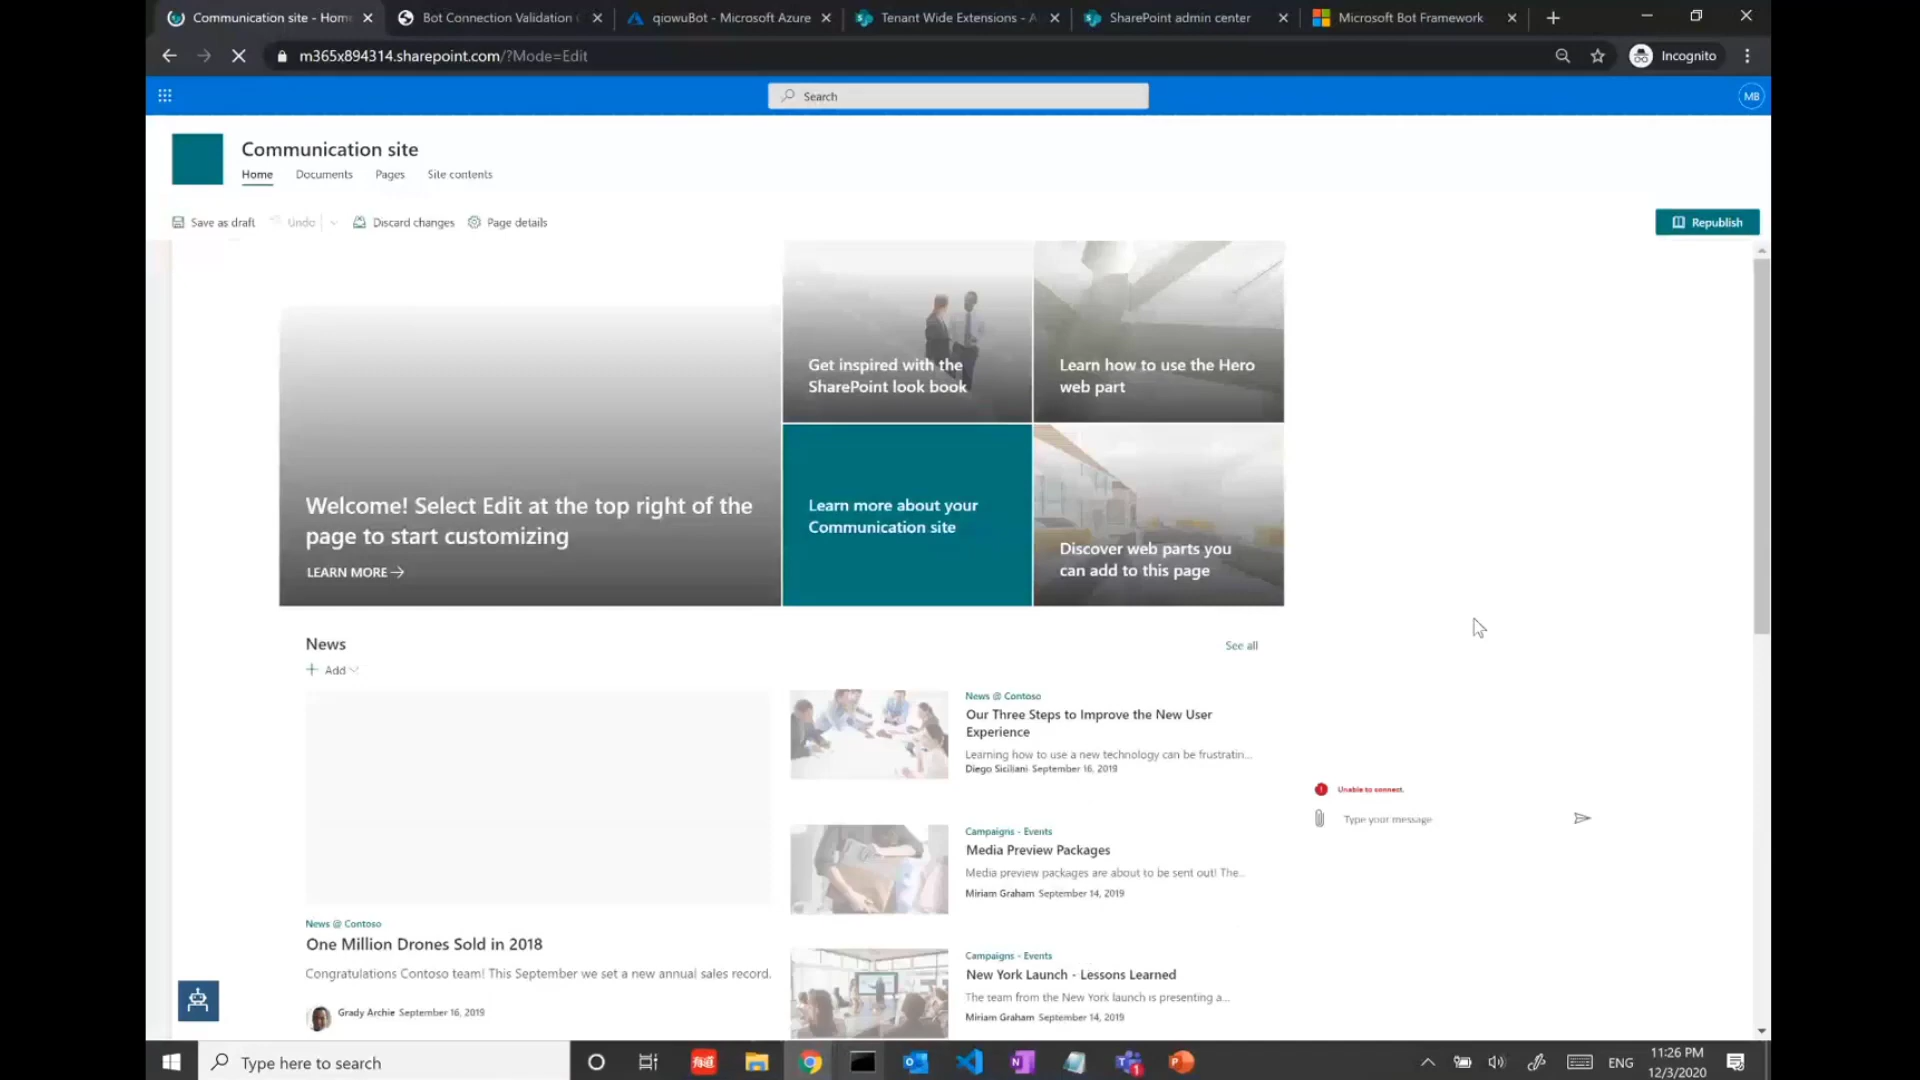 Communication site - Hom
Bot Connection Validation
qiowuBot - Microsoft Azure
Tenant Wide Extensions - A
SharePoint admin center
Microsoft Bot Framework
m365x894314.sharepoint.com/?Mode=Edit
Incognito
Search
MB
Communication site
Home
Documents
Pages
Site contents
Save as draft
Undo
Discard changes
Page details
Republish
Welcome! Select Edit at the top right of the
page to start customizing
LEARN MORE
Get inspired with the
SharePoint look book
Learn how to use the Hero
web part
Learn more about your
Communication site
Discover web parts you
can add to this page
News
See all
Add
News @ Contoso
One Million Drones Sold in 2018
Congratulations Contoso team! This September we set a new annual sales record.
Grady Archie September 16, 2019
News @ Contoso
Our Three Steps to Improve the New User
Experience
Learning how to use a new technology can be frustratin...
Diego Siciliani September 16, 2019
Campaigns - Events
Media Preview Packages
Media preview packages are about to be sent out! The...
Miriam Graham September 14, 2019
Campaigns - Events
New York Launch - Lessons Learned
The team from the New York launch is presenting a...
Miriam Graham September 14, 2019
Unable to connect.
Type your message
Type here to search
有道
1
ENG
11:26 PM
12/3/2020